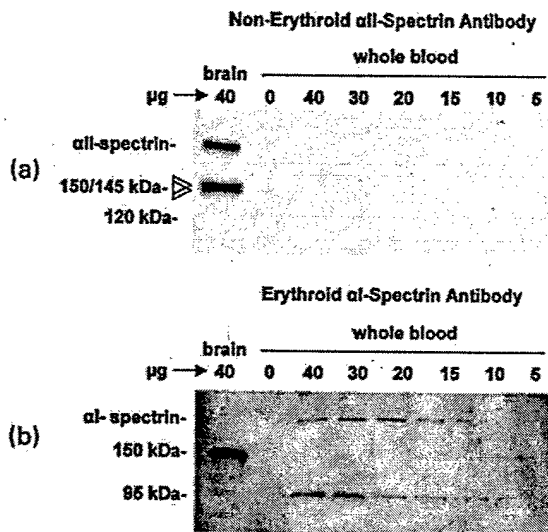 Non-Erythroid αII-Spectrin Antibody
brain
whole blood
µg → 40 0 40 30 20 15 10 5
(a)
αII-spectrin-
150/145 kDa-
120 kDa-
Erythroid αI-Spectrin Antibody
brain
whole blood
µg → 40 0 40 30 20 15 10 5
(b)
αI- spectrin-
150 kDa-
95 kDa-